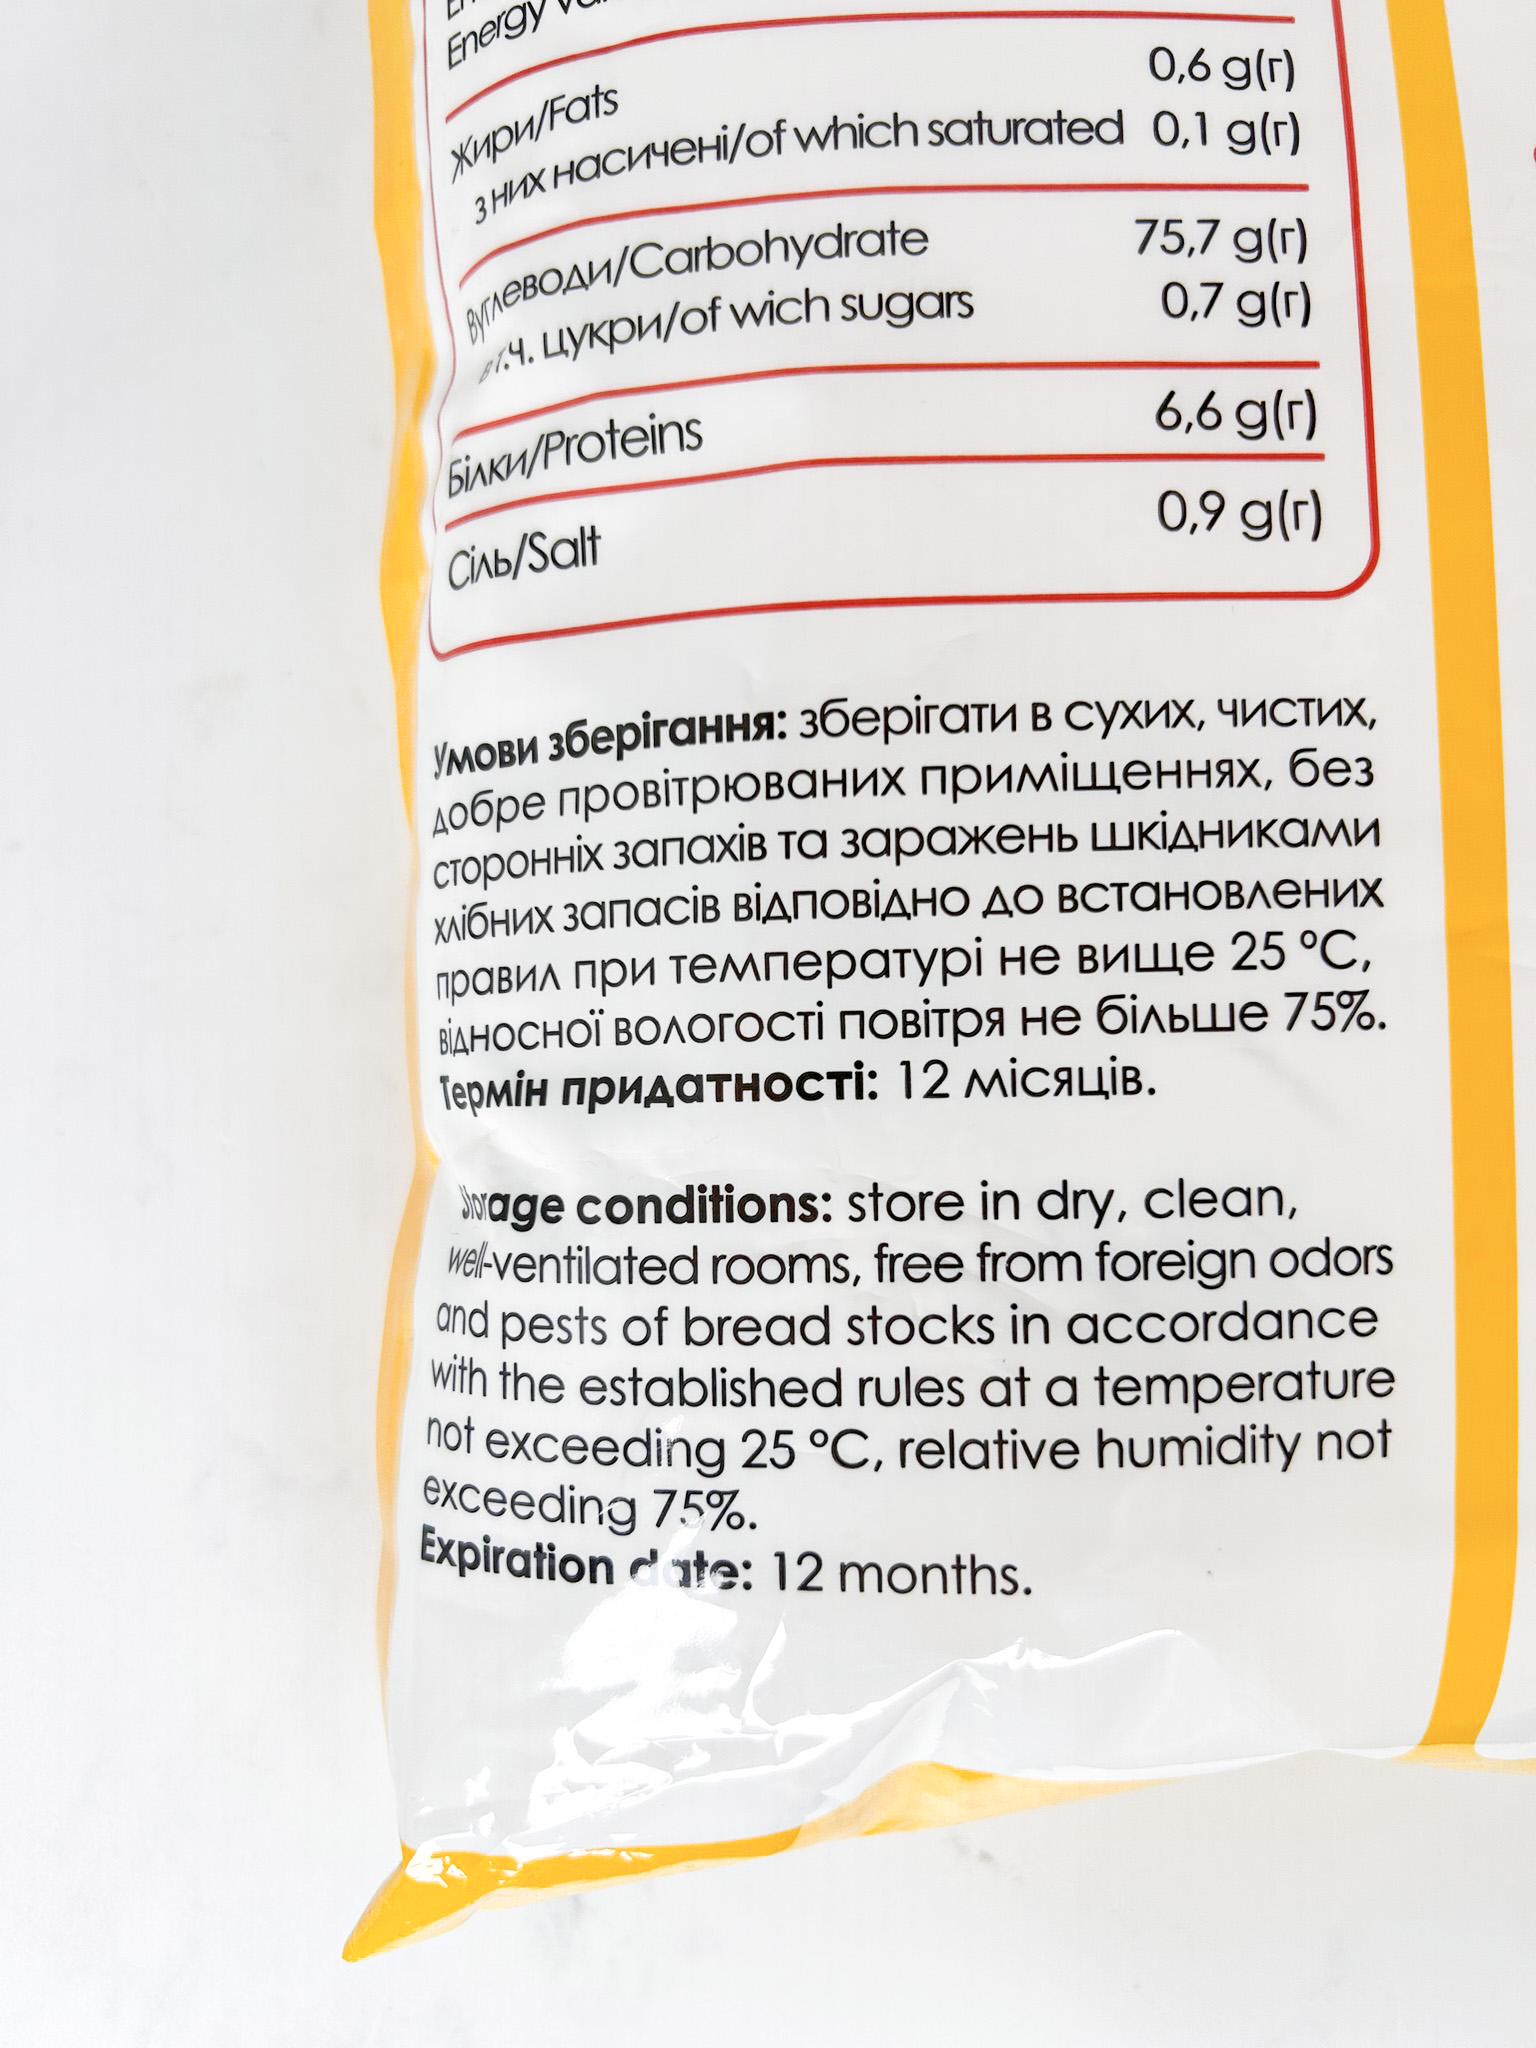 Energy
Жири/Fats 0,6 g(г)
з них насичені/of which saturated 0,1 g(г)
Вуглеводи/Carbohydrate 75,7 g(г)
в т.ч. цукри/of wich sugars 0,7 g(г)
Білки/Proteins 6,6 g(г)
Сіль/Salt 0,9 g(г)
Умови зберігання: зберігати в сухих, чистих,
добре провітрюваних приміщеннях, без
сторонніх запахів та заражень шкідниками
хлібних запасів відповідно до встановлених
правил при температурі не вище 25 °C,
відносної вологості повітря не більше 75%.
Термін придатності: 12 місяців.
Storage conditions: store in dry, clean,
well-ventilated rooms, free from foreign odors
and pests of bread stocks in accordance
with the established rules at a temperature
not exceeding 25 °C, relative humidity not
exceeding 75%.
Expiration date: 12 months.